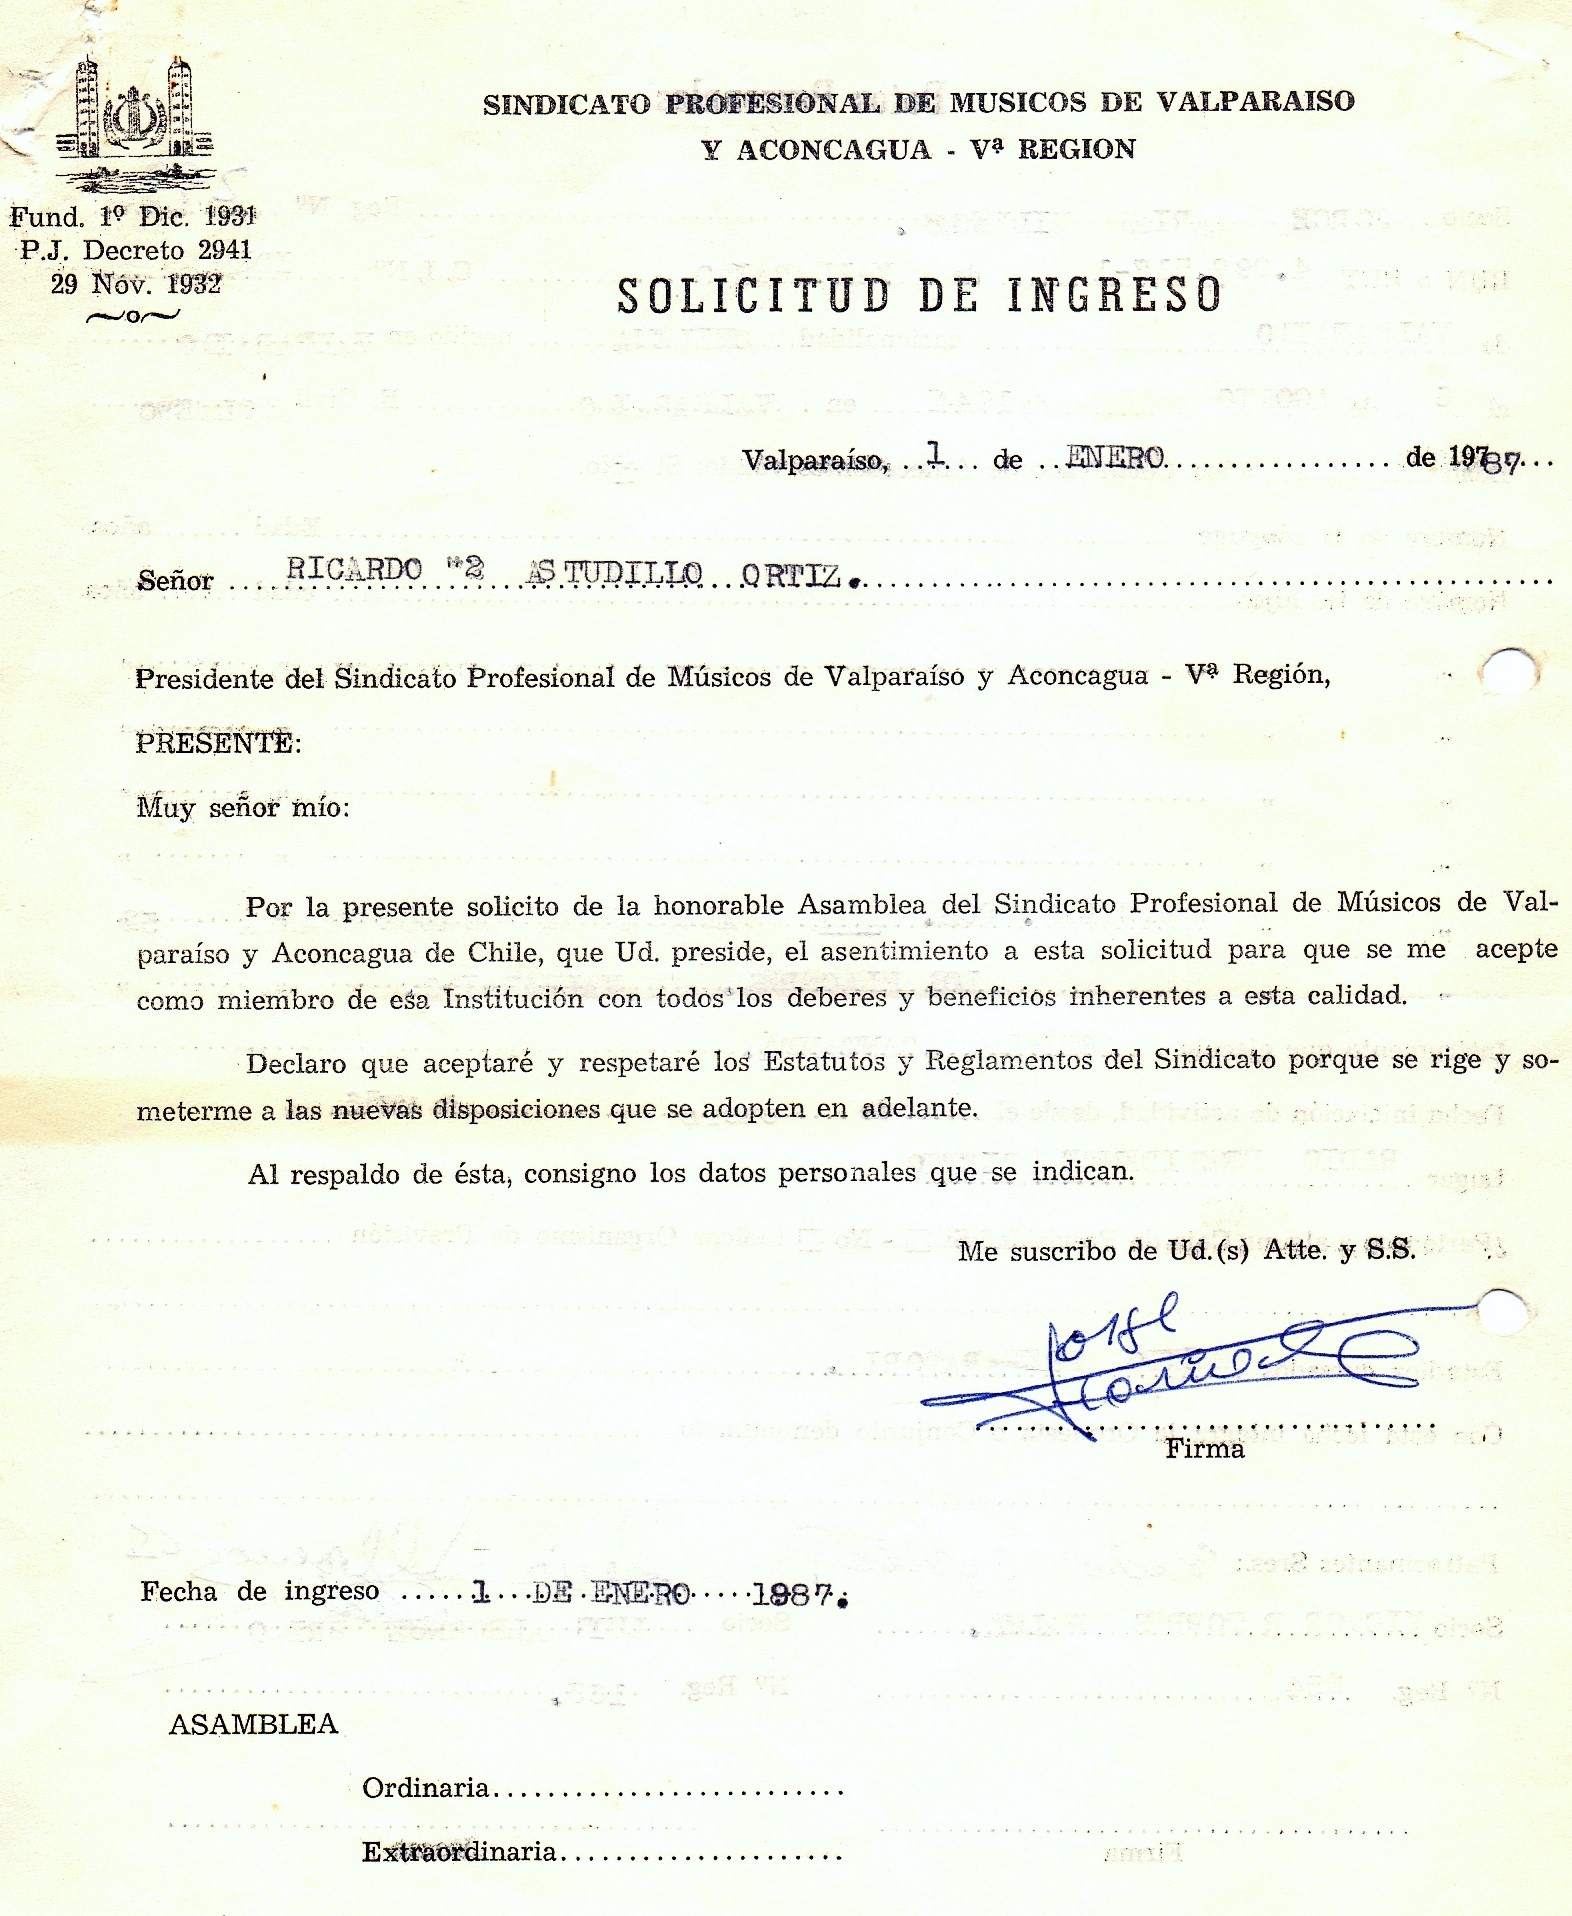 SINDICATO PROFESIONAL DE MUSICOS DE VALPARAISO
Y ACONCAGUA - Vª REGION
Fund. 1º Dic. 1931
P.J. Decreto 2941
29 Nov. 1932
SOLICITUD DE INGRESO
Valparaíso, ..1... de ..ENERO.................. de 19787...
Señor ....RICARDO "2 ASTUDILLO ORTIZ.............................................
Presidente del Sindicato Profesional de Músicos de Valparaíso y Aconcagua - Vª Región,
PRESENTE:
Muy señor mío:
Por la presente solicito de la honorable Asamblea del Sindicato Profesional de Músicos de Val-
paraíso y Aconcagua de Chile, que Ud. preside, el asentimiento a esta solicitud para que se me acepte
como miembro de esa Institución con todos los deberes y beneficios inherentes a esta calidad.
Declaro que aceptaré y respetaré los Estatutos y Reglamentos del Sindicato porque se rige y so-
meterme a las nuevas disposiciones que se adopten en adelante.
Al respaldo de ésta, consigno los datos personales que se indican.
Me suscribo de Ud.(s) Atte. y S.S.
Jorge
Firma
Fecha de ingreso ......1...DE.ENERO.....1987.
ASAMBLEA
Ordinaria..........................
Extraordinaria.....................